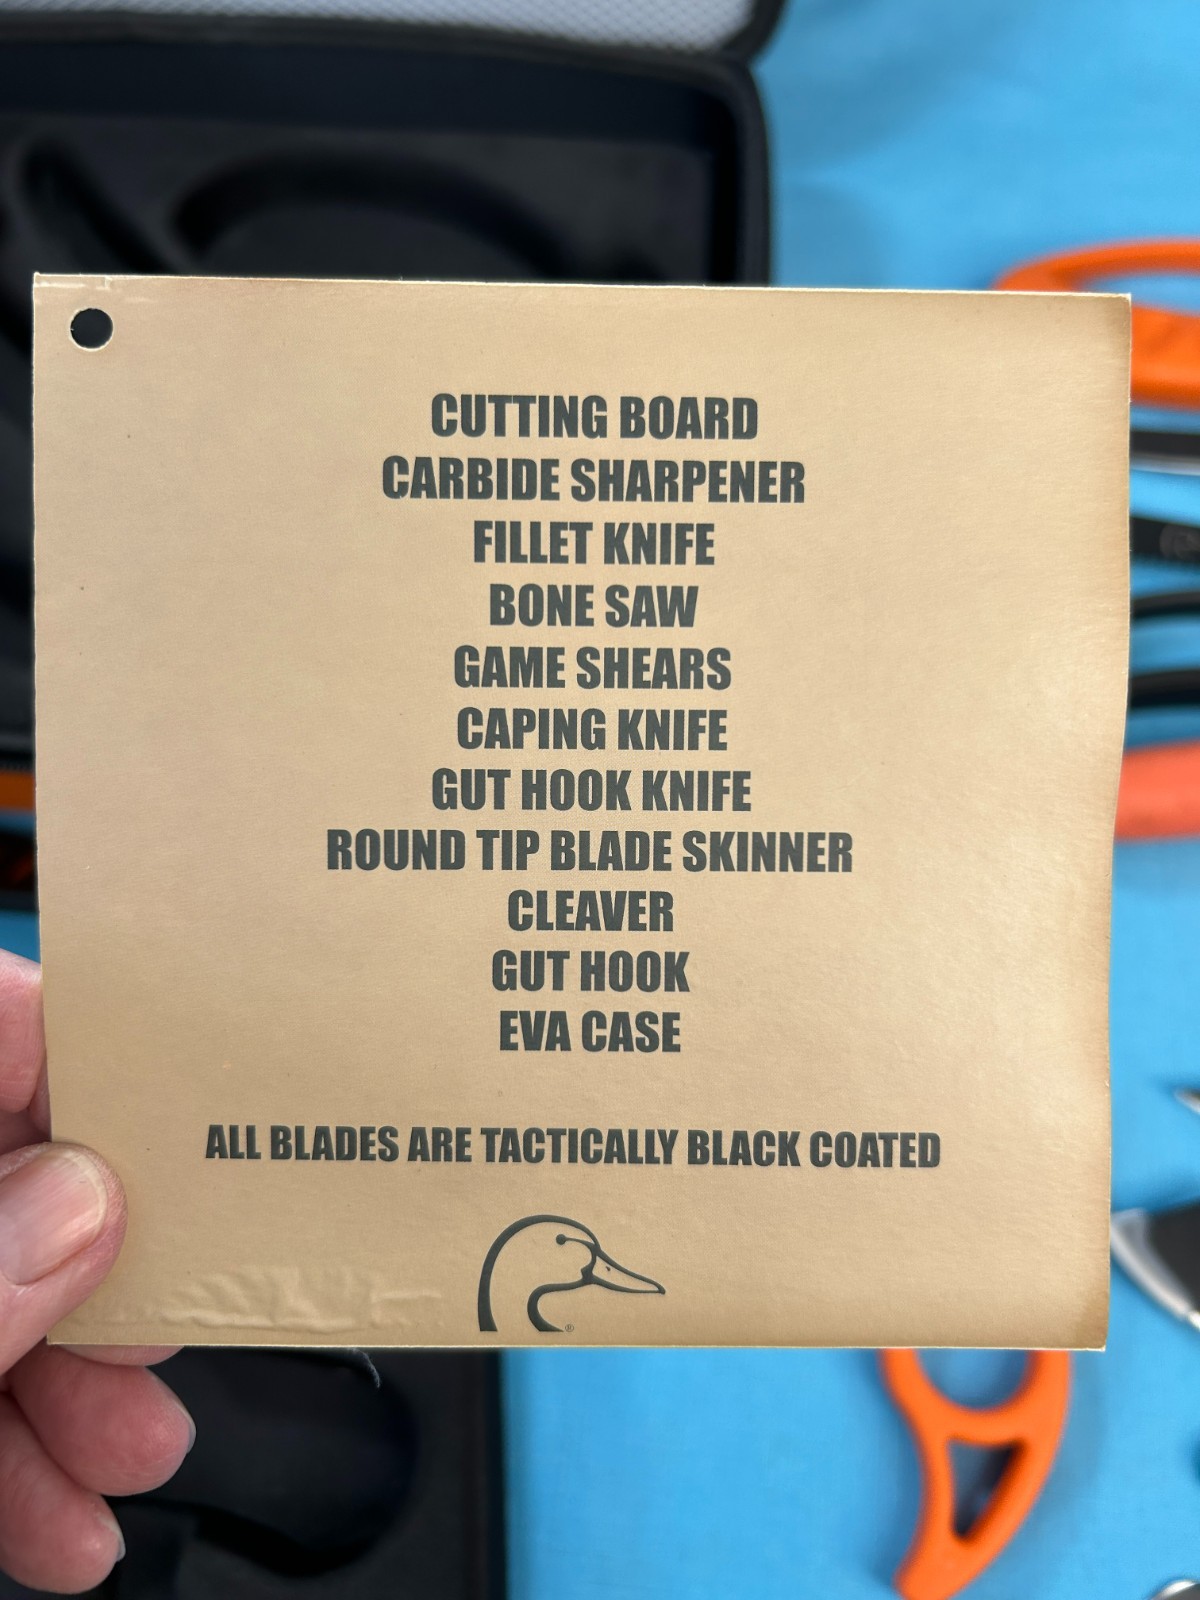 CUTTING BOARD
CARBIDE SHARPENER
FILLET KNIFE
BONE SAW
GAME SHEARS
CAPING KNIFE
GUT HOOK KNIFE
ROUND TIP BLADE SKINNER
CLEAVER
GUT HOOK
EVA CASE
ALL BLADES ARE TACTICALLY BLACK COATED
®